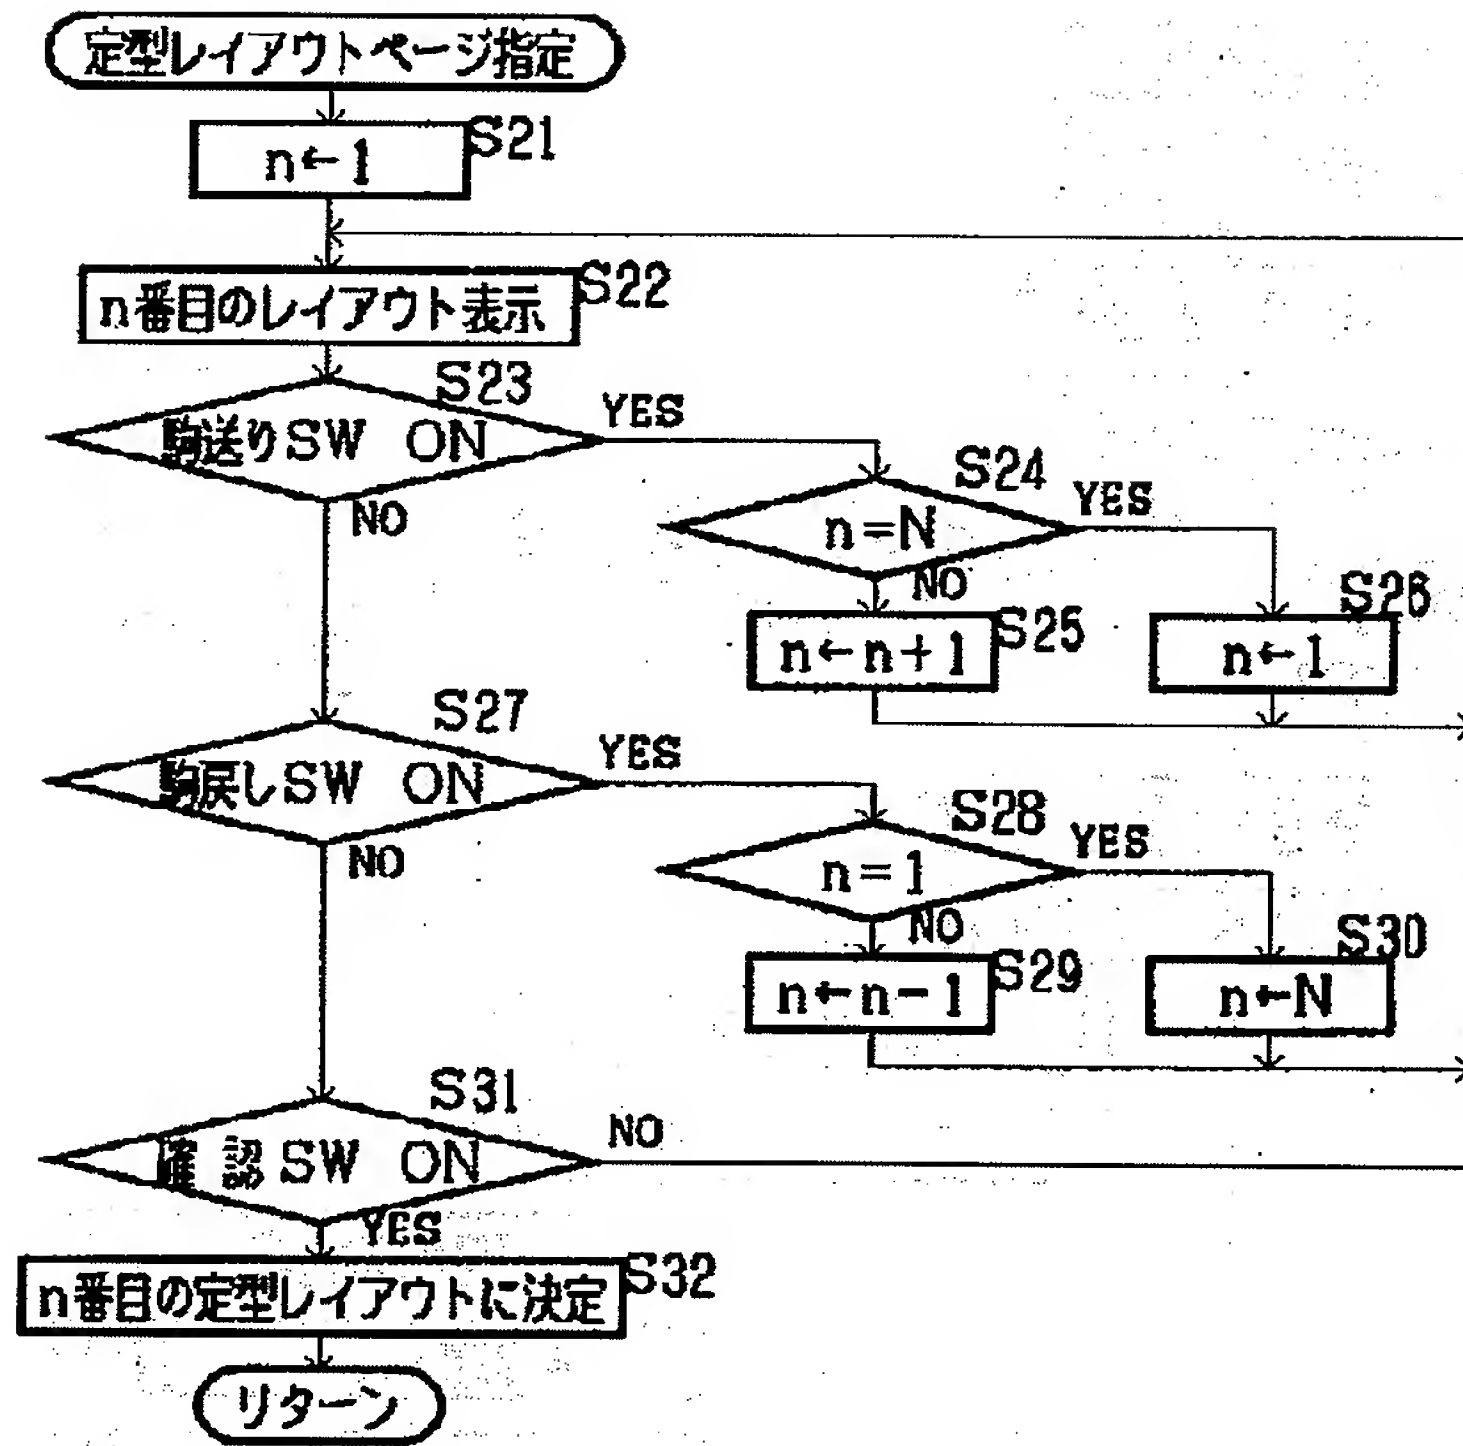 定型レイアウトページ指定
S21
n←1
S22
n番目のレイアウト表示
S23
駒送りSW ON
YES
NO
S24
n=N
YES
NO
S25
n←n+1
S26
n←1
S27
駒戻しSW ON
YES
NO
S28
n=1
YES
NO
S29
n←n-1
S30
n←N
S31
確認SW ON
NO
YES
S32
n番目の定型レイアウトに決定
リターン